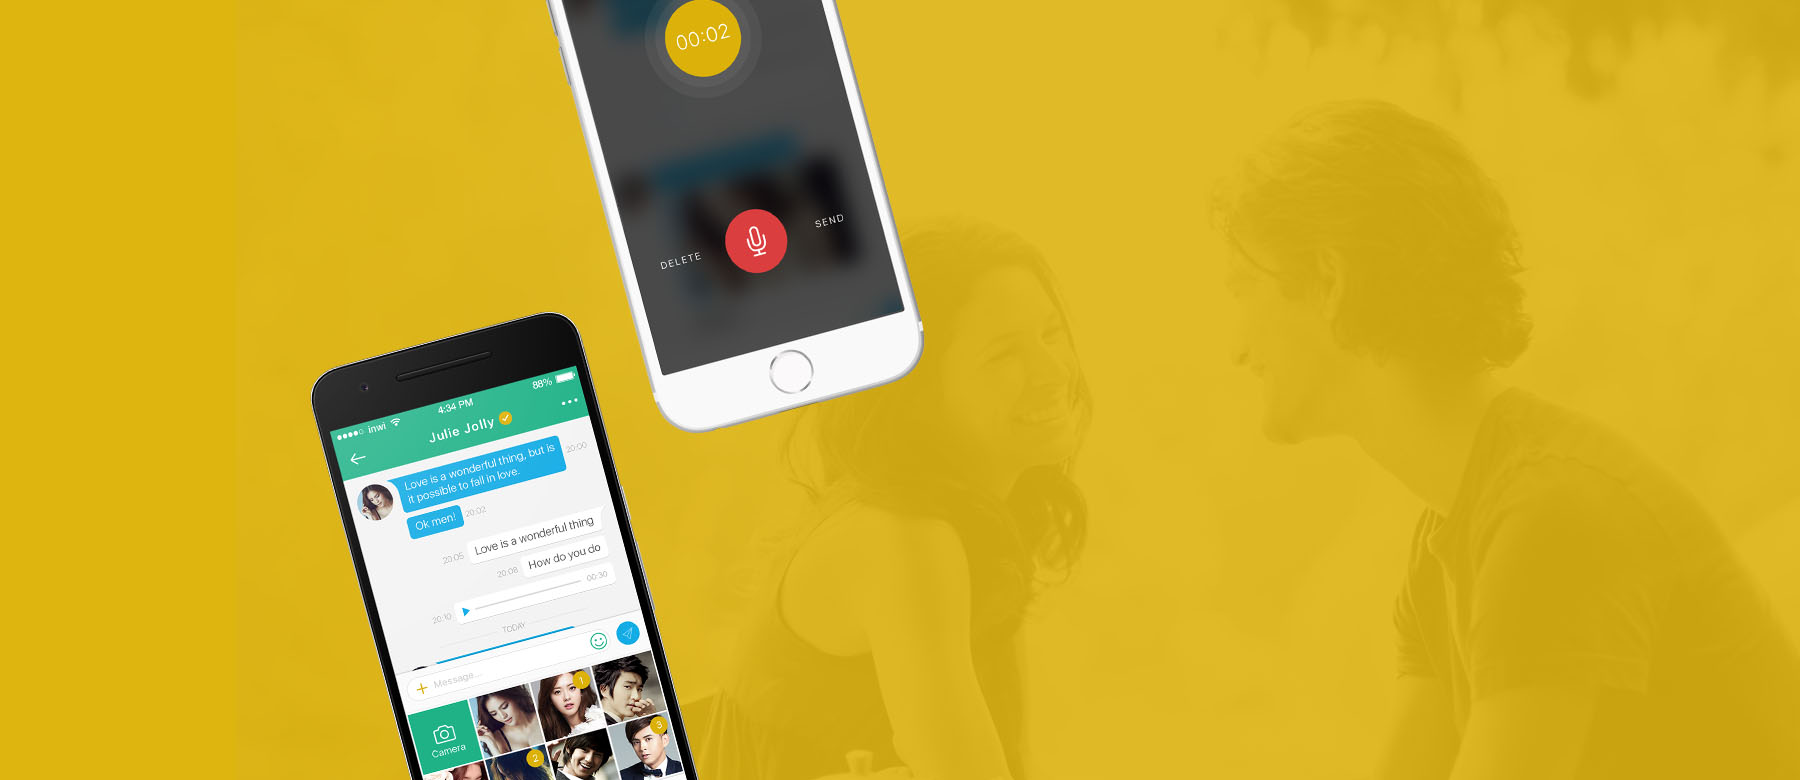 00:02
DELETE
SEND
inwi
4:34 PM
88%
Julie Jolly
Love is a wonderful thing, but is
it possible to fall in love.
20:00
Ok men!
20:02
20:05
Love is a wonderful thing
20:08
How do you do
20:10
00:30
TODAY
Message...
Camera
1
2
3